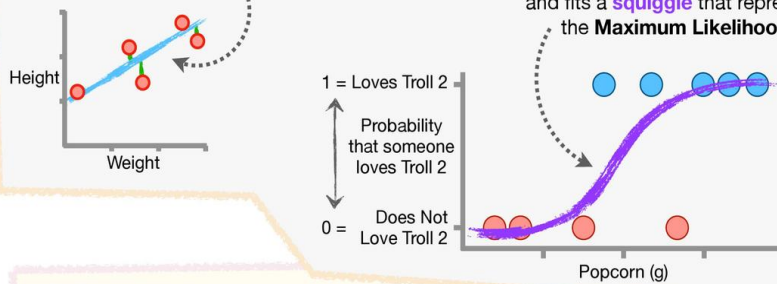 and fits a squiggle that repre
the Maximum Likelihoo
Height
Weight
1 = Loves Troll 2
Probability
that someone
loves Troll 2
0 = Does Not
Love Troll 2
Popcorn (g)